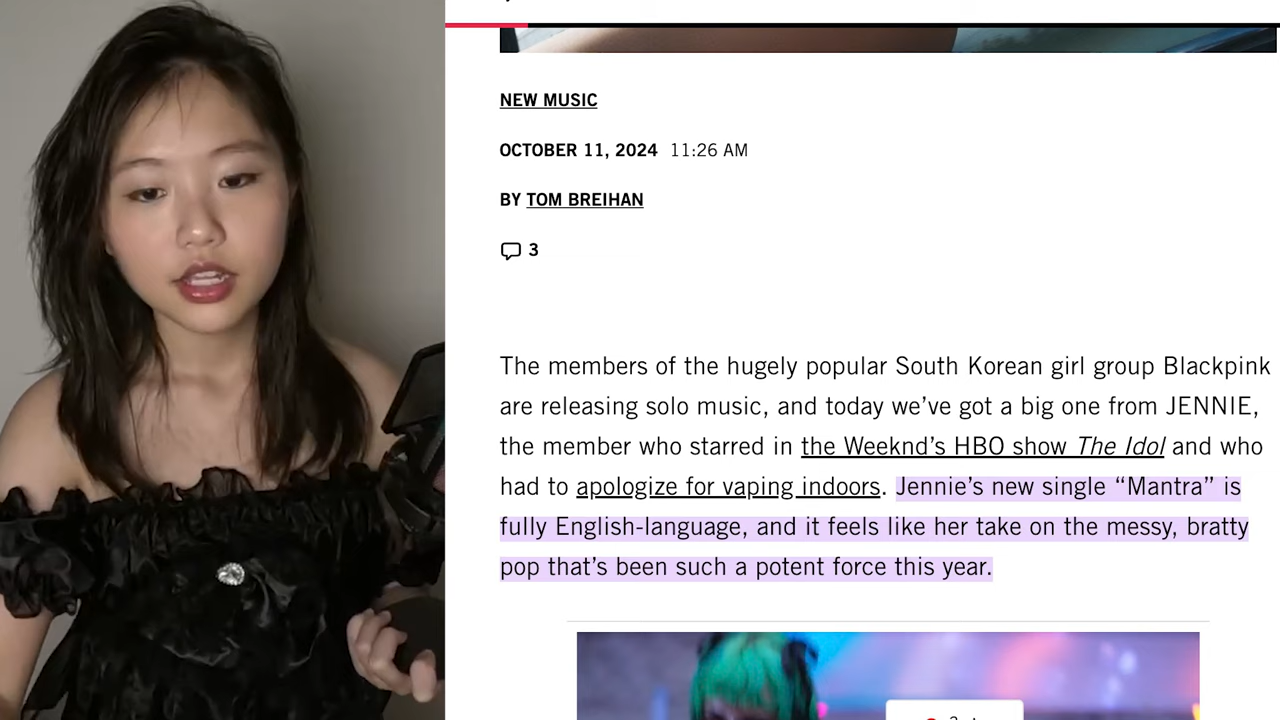 NEW MUSIC
OCTOBER 11, 2024 11:26 AM
BY TOM BREIHAN
3
The members of the hugely popular South Korean girl group Blackpink
are releasing solo music, and today we’ve got a big one from JENNIE,
the member who starred in the Weeknd’s HBO show The Idol and who
had to apologize for vaping indoors. Jennie’s new single “Mantra” is
fully English-language, and it feels like her take on the messy, bratty
pop that’s been such a potent force this year.